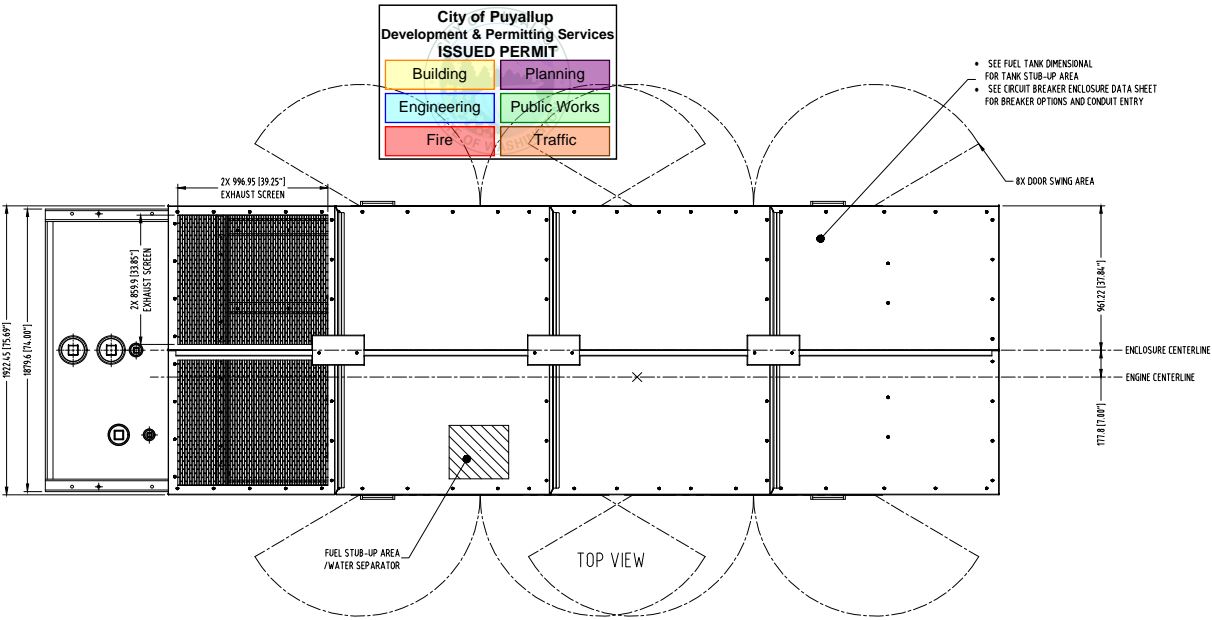 City of Puyallup
Development & Permitting Services
ISSUED PERMIT
Building
Planning
Engineering
Public Works
Fire
Traffic
OF WASHI
• SEE FUEL TANK DIMENSIONAL
FOR TANK STUB-UP AREA
• SEE CIRCUIT BREAKER ENCLOSURE DATA SHEET
FOR BREAKER OPTIONS AND CONDUIT ENTRY
8X DOOR SWING AREA
2X 996.95 [39.25"]
EXHAUST SCREEN
2X 859.9 [33.85"]
EXHAUST SCREEN
1922.45 [75.69"]
1879.6 [74.00"]
961.22 [37.84"]
ENCLOSURE CENTERLINE
ENGINE CENTERLINE
177.8 [7.00"]
FUEL STUB-UP AREA
/WATER SEPARATOR
TOP VIEW